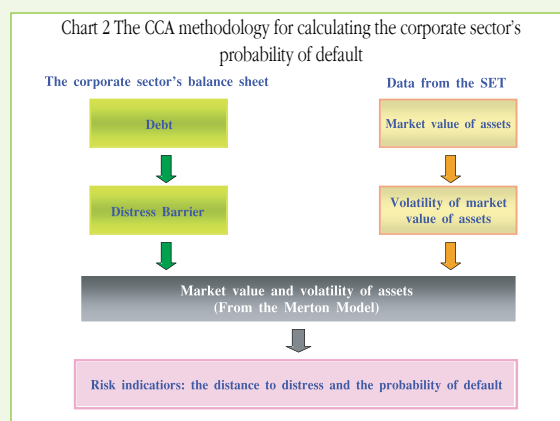 Chart 2 The CCA methodology for calculating the corporate sector's
probability of default
The corporate sector's balance sheet
Data from the SET
Debt
Market value of assets
Distress Barrier
Volatility of market
value of assets
Market value and volatility of assets
(From the Merton Model)
Risk indicatiors: the distance to distress and the probability of default